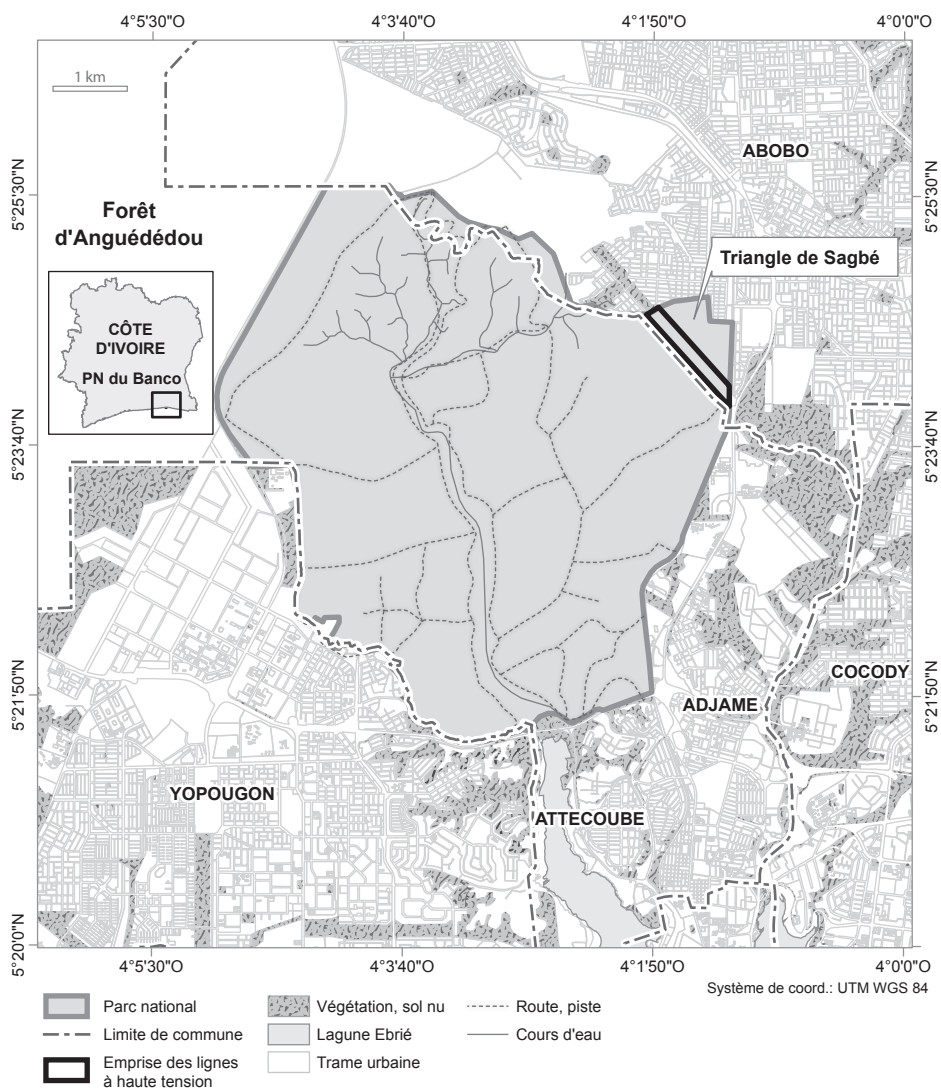 4°5'30"O
4°3'40"O
4°1'50"O
4°0'0"O
1 km
ABOBO
5°25'30"N
5°25'30"N
Forêt
d'Anguédédou
Triangle de Sagbé
CÔTE
D'IVOIRE
PN du Banco
5°23'40"N
5°23'40"N
COCODY
5°21'50"N
5°21'50"N
ADJAME
YOPOUGON
ATTECOUBE
5°20'0"N
5°20'0"N
4°5'30"O
4°3'40"O
4°1'50"O
4°0'0"O
Système de coord.: UTM WGS 84
Parc national
Végétation, sol nu
Route, piste
Limite de commune
Lagune Ebrié
Cours d'eau
Emprise des lignes
à haute tension
Trame urbaine